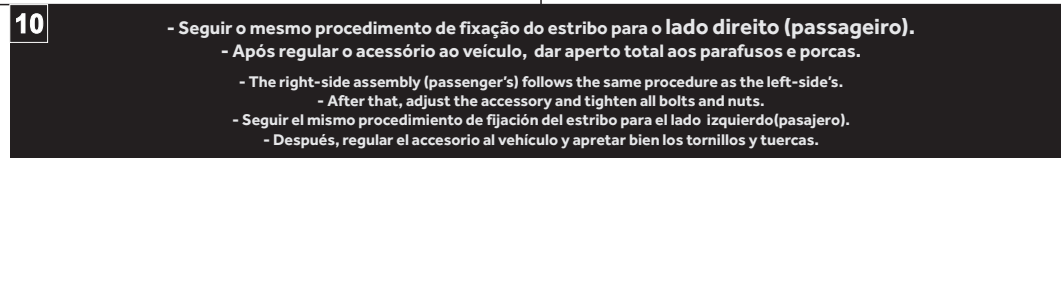 10
- Seguir o mesmo procedimento de fixação do estribo para o lado direito (passageiro).
- Após regular o acessório ao veículo, dar aperto total aos parafusos e porcas.
- The right-side assembly (passenger's) follows the same procedure as the left-side's.
- After that, adjust the accessory and tighten all bolts and nuts.
- Seguir el mismo procedimiento de fijación del estribo para el lado izquierdo(pasajero).
- Después, regular el accesorio al vehículo y apretar bien los tornillos y tuercas.